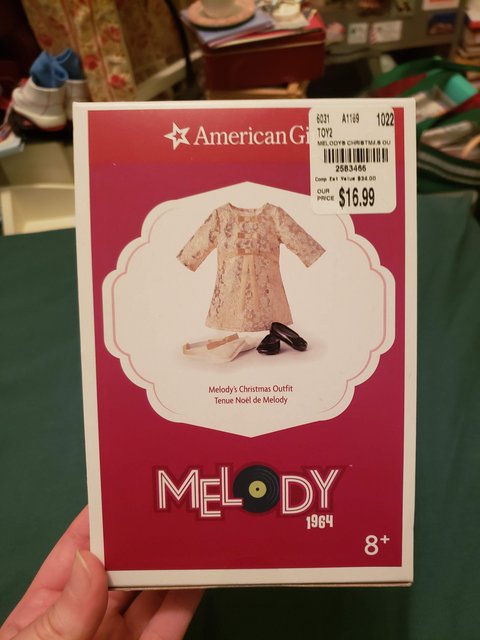 American Gi
6031 A1189 1022
TOY2
MELODYS CHRISTMAS OU
2583466
Comp Est Value $34.00
OUR
PRICE $16.99
Melody's Christmas Outfit
Tenue Noël de Melody
MELODY
1964
8+